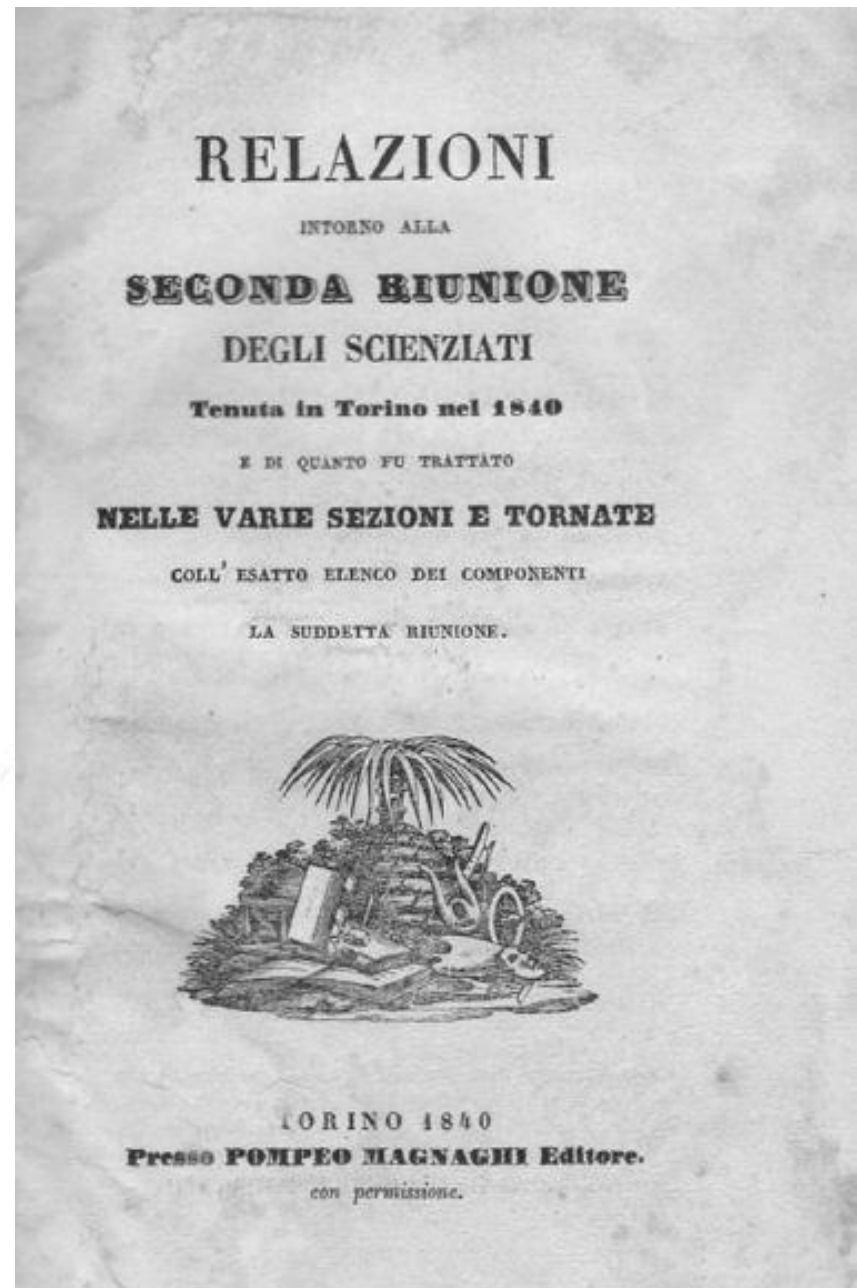 RELAZIONI
INTORNO ALLA
SECONDA RIUNIONE
DEGLI SCIENZIATI
Tenuta in Torino nel 1840
E DI QUANTO FU TRATTATO
NELLE VARIE SEZIONI E TORNATE
COLL' ESATTO ELENCO DEI COMPONENTI
LA SUDDETTA RIUNIONE.
TORINO 1840
Presso POMPEO MAGNAGHI Editore.
con permissione.